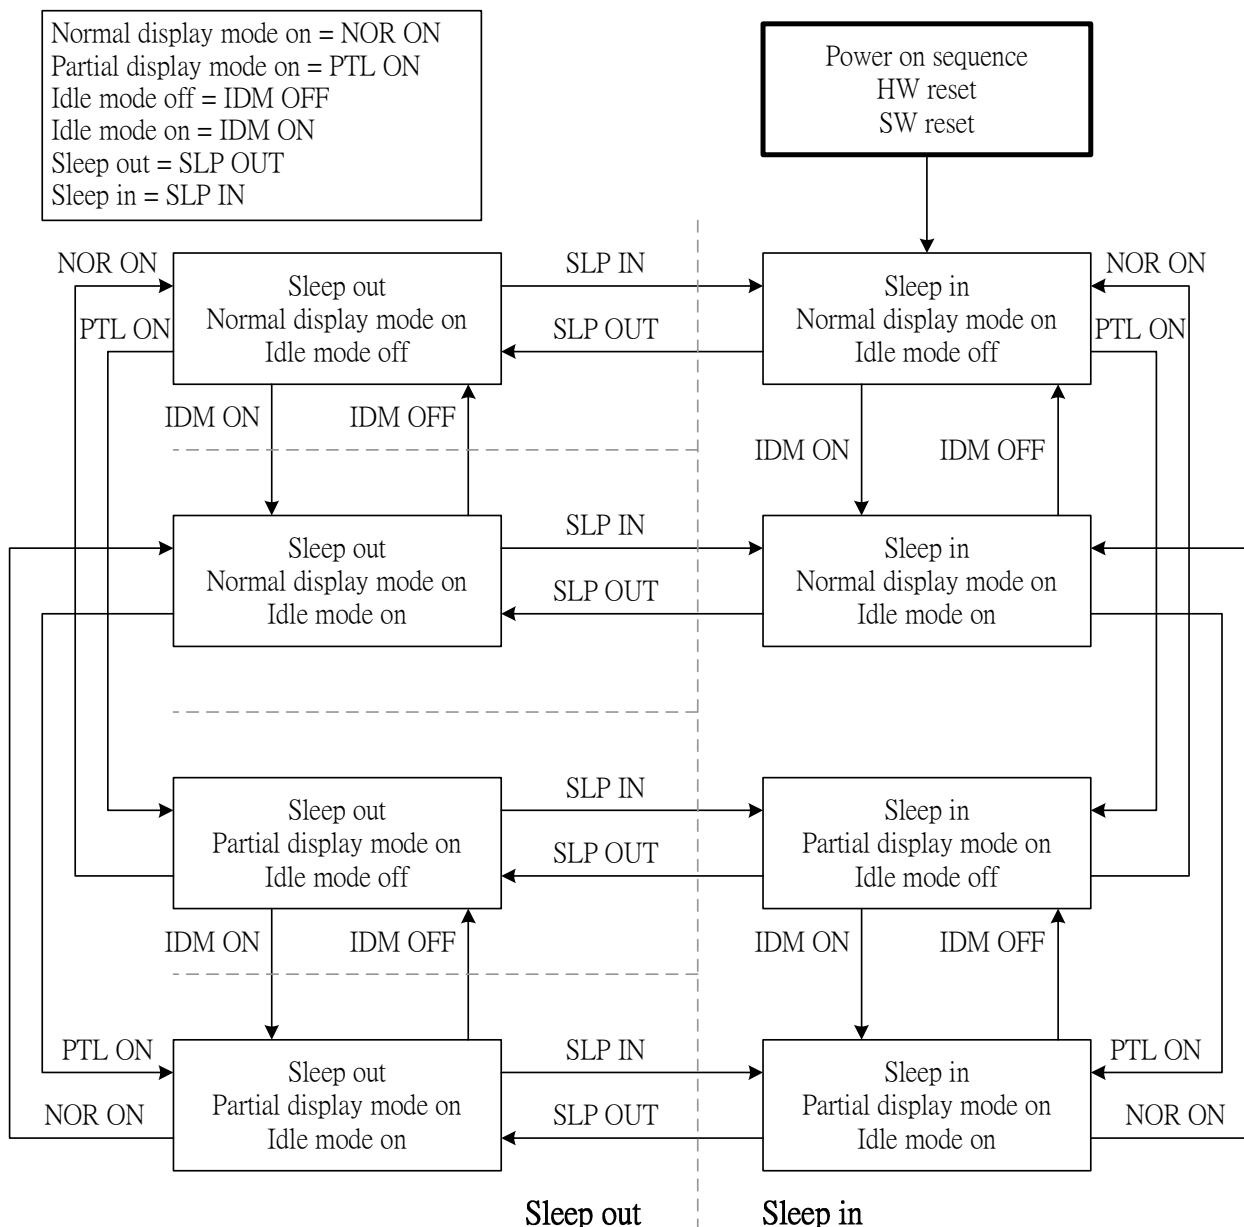 Normal display mode on = NOR ON
Partial display mode on = PTL ON
Idle mode off = IDM OFF
Idle mode on = IDM ON
Sleep out = SLP OUT
Sleep in = SLP IN
Power on sequence
HW reset
SW reset
NOR ON
Sleep out
Normal display mode on
Idle mode off
PTL ON
SLP IN
SLP OUT
Sleep in
Normal display mode on
Idle mode off
NOR ON
PTL ON
IDM ON
IDM OFF
IDM ON
IDM OFF
Sleep out
Normal display mode on
Idle mode on
SLP IN
SLP OUT
Sleep in
Normal display mode on
Idle mode on
Sleep out
Partial display mode on
Idle mode off
SLP IN
SLP OUT
Sleep in
Partial display mode on
Idle mode off
IDM ON
IDM OFF
IDM ON
IDM OFF
PTL ON
NOR ON
Sleep out
Partial display mode on
Idle mode on
SLP IN
SLP OUT
Sleep in
Partial display mode on
Idle mode on
PTL ON
NOR ON
Sleep out
Sleep in